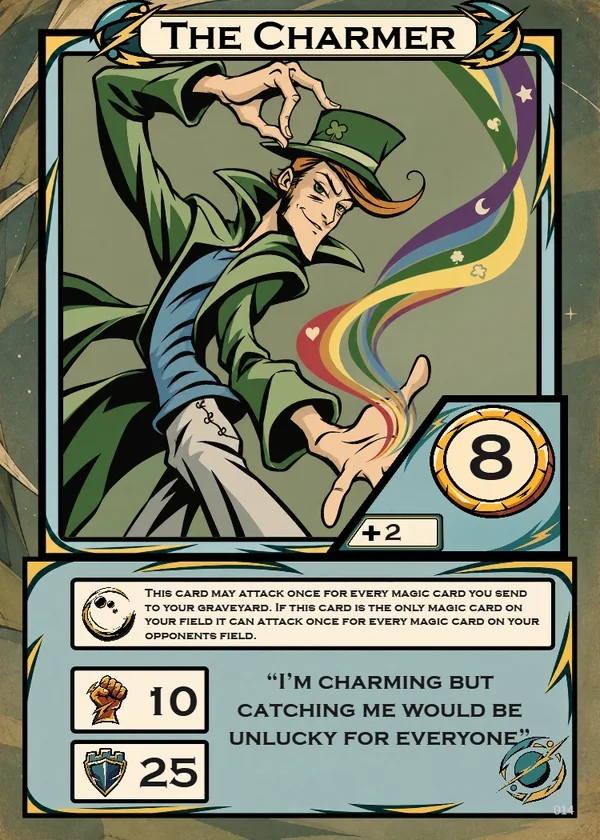 THE CHARMER
8
+2
THIS CARD MAY ATTACK ONCE FOR EVERY MAGIC CARD YOU SEND
TO YOUR GRAVEYARD. IF THIS CARD IS THE ONLY MAGIC CARD ON
YOUR FIELD IT CAN ATTACK ONCE FOR EVERY MAGIC CARD ON YOUR
OPPONENTS FIELD.
10
25
“I’M CHARMING BUT
CATCHING ME WOULD BE
UNLUCKY FOR EVERYONE”
014